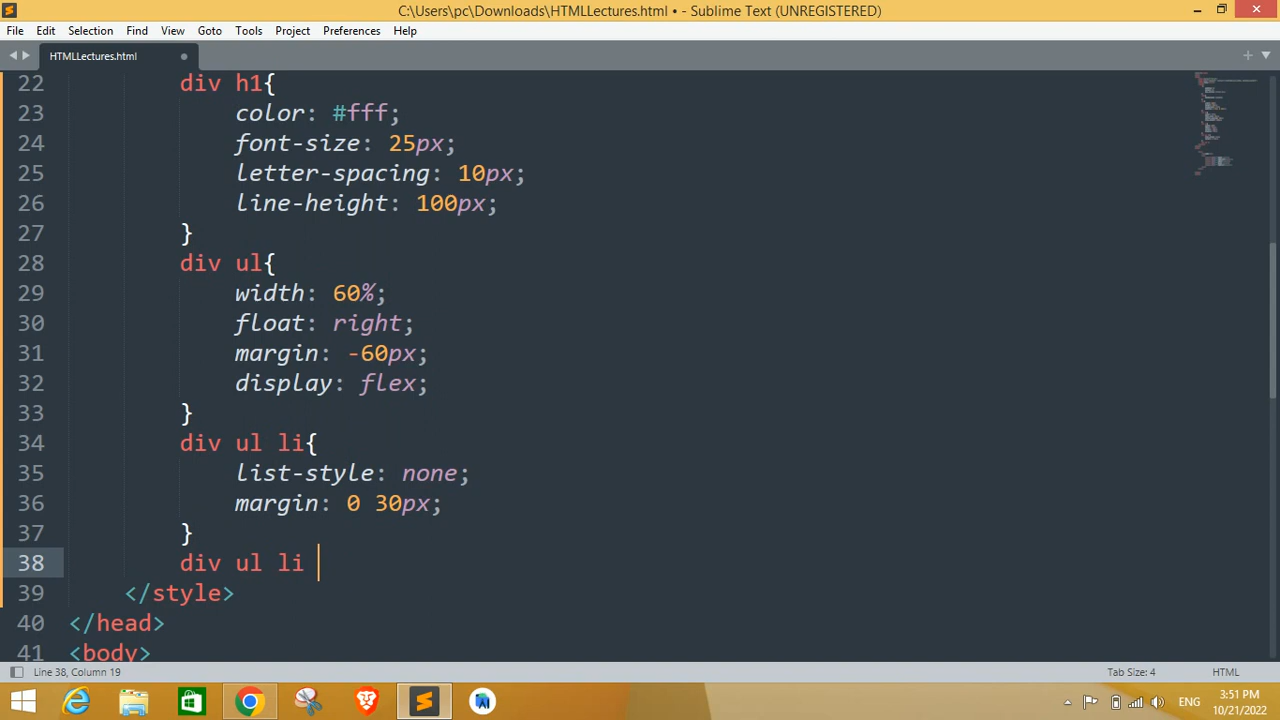 C:\Users\pc\Downloads\HTMLLectures.html • - Sublime Text (UNREGISTERED)
File Edit Selection Find View Goto Tools Project Preferences Help
HTMLLectures.html
22 div h1{
23 color: #fff;
24 font-size: 25px;
25 letter-spacing: 10px;
26 line-height: 100px;
27 }
28 div ul{
29 width: 60%;
30 float: right;
31 margin: -60px;
32 display: flex;
33 }
34 div ul li{
35 list-style: none;
36 margin: 0 30px;
37 }
38 div ul li
39 </style>
40 </head>
41 <body>
Line 38, Column 19 Tab Size: 4 HTML
AI ENG 3:51 PM
10/21/2022